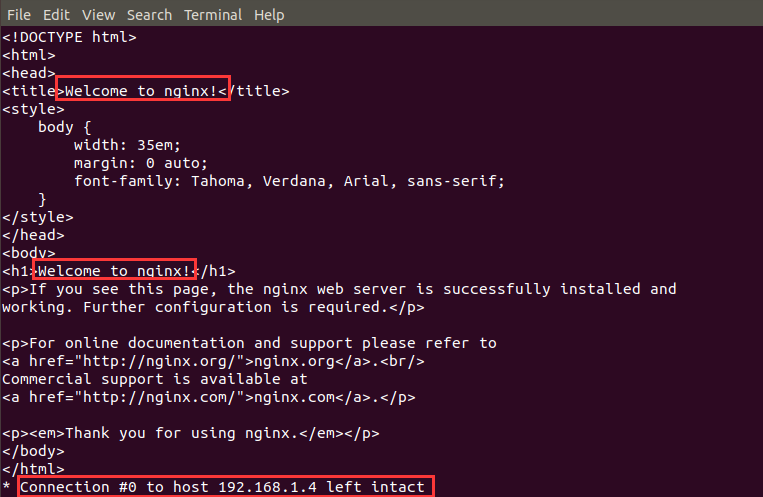 File Edit View Search Terminal Help
<!DOCTYPE html>
<html>
<head>
<title>Welcome to nginx!</title>
<style>
    body {
        width: 35em;
        margin: 0 auto;
        font-family: Tahoma, Verdana, Arial, sans-serif;
    }
</style>
</head>
<body>
<h1>Welcome to nginx!</h1>
<p>If you see this page, the nginx web server is successfully installed and
working. Further configuration is required.</p>

<p>For online documentation and support please refer to
<a href="http://nginx.org/">nginx.org</a>.<br/>
Commercial support is available at
<a href="http://nginx.com/">nginx.com</a>.</p>

<p><em>Thank you for using nginx.</em></p>
</body>
</html>
* Connection #0 to host 192.168.1.4 left intact